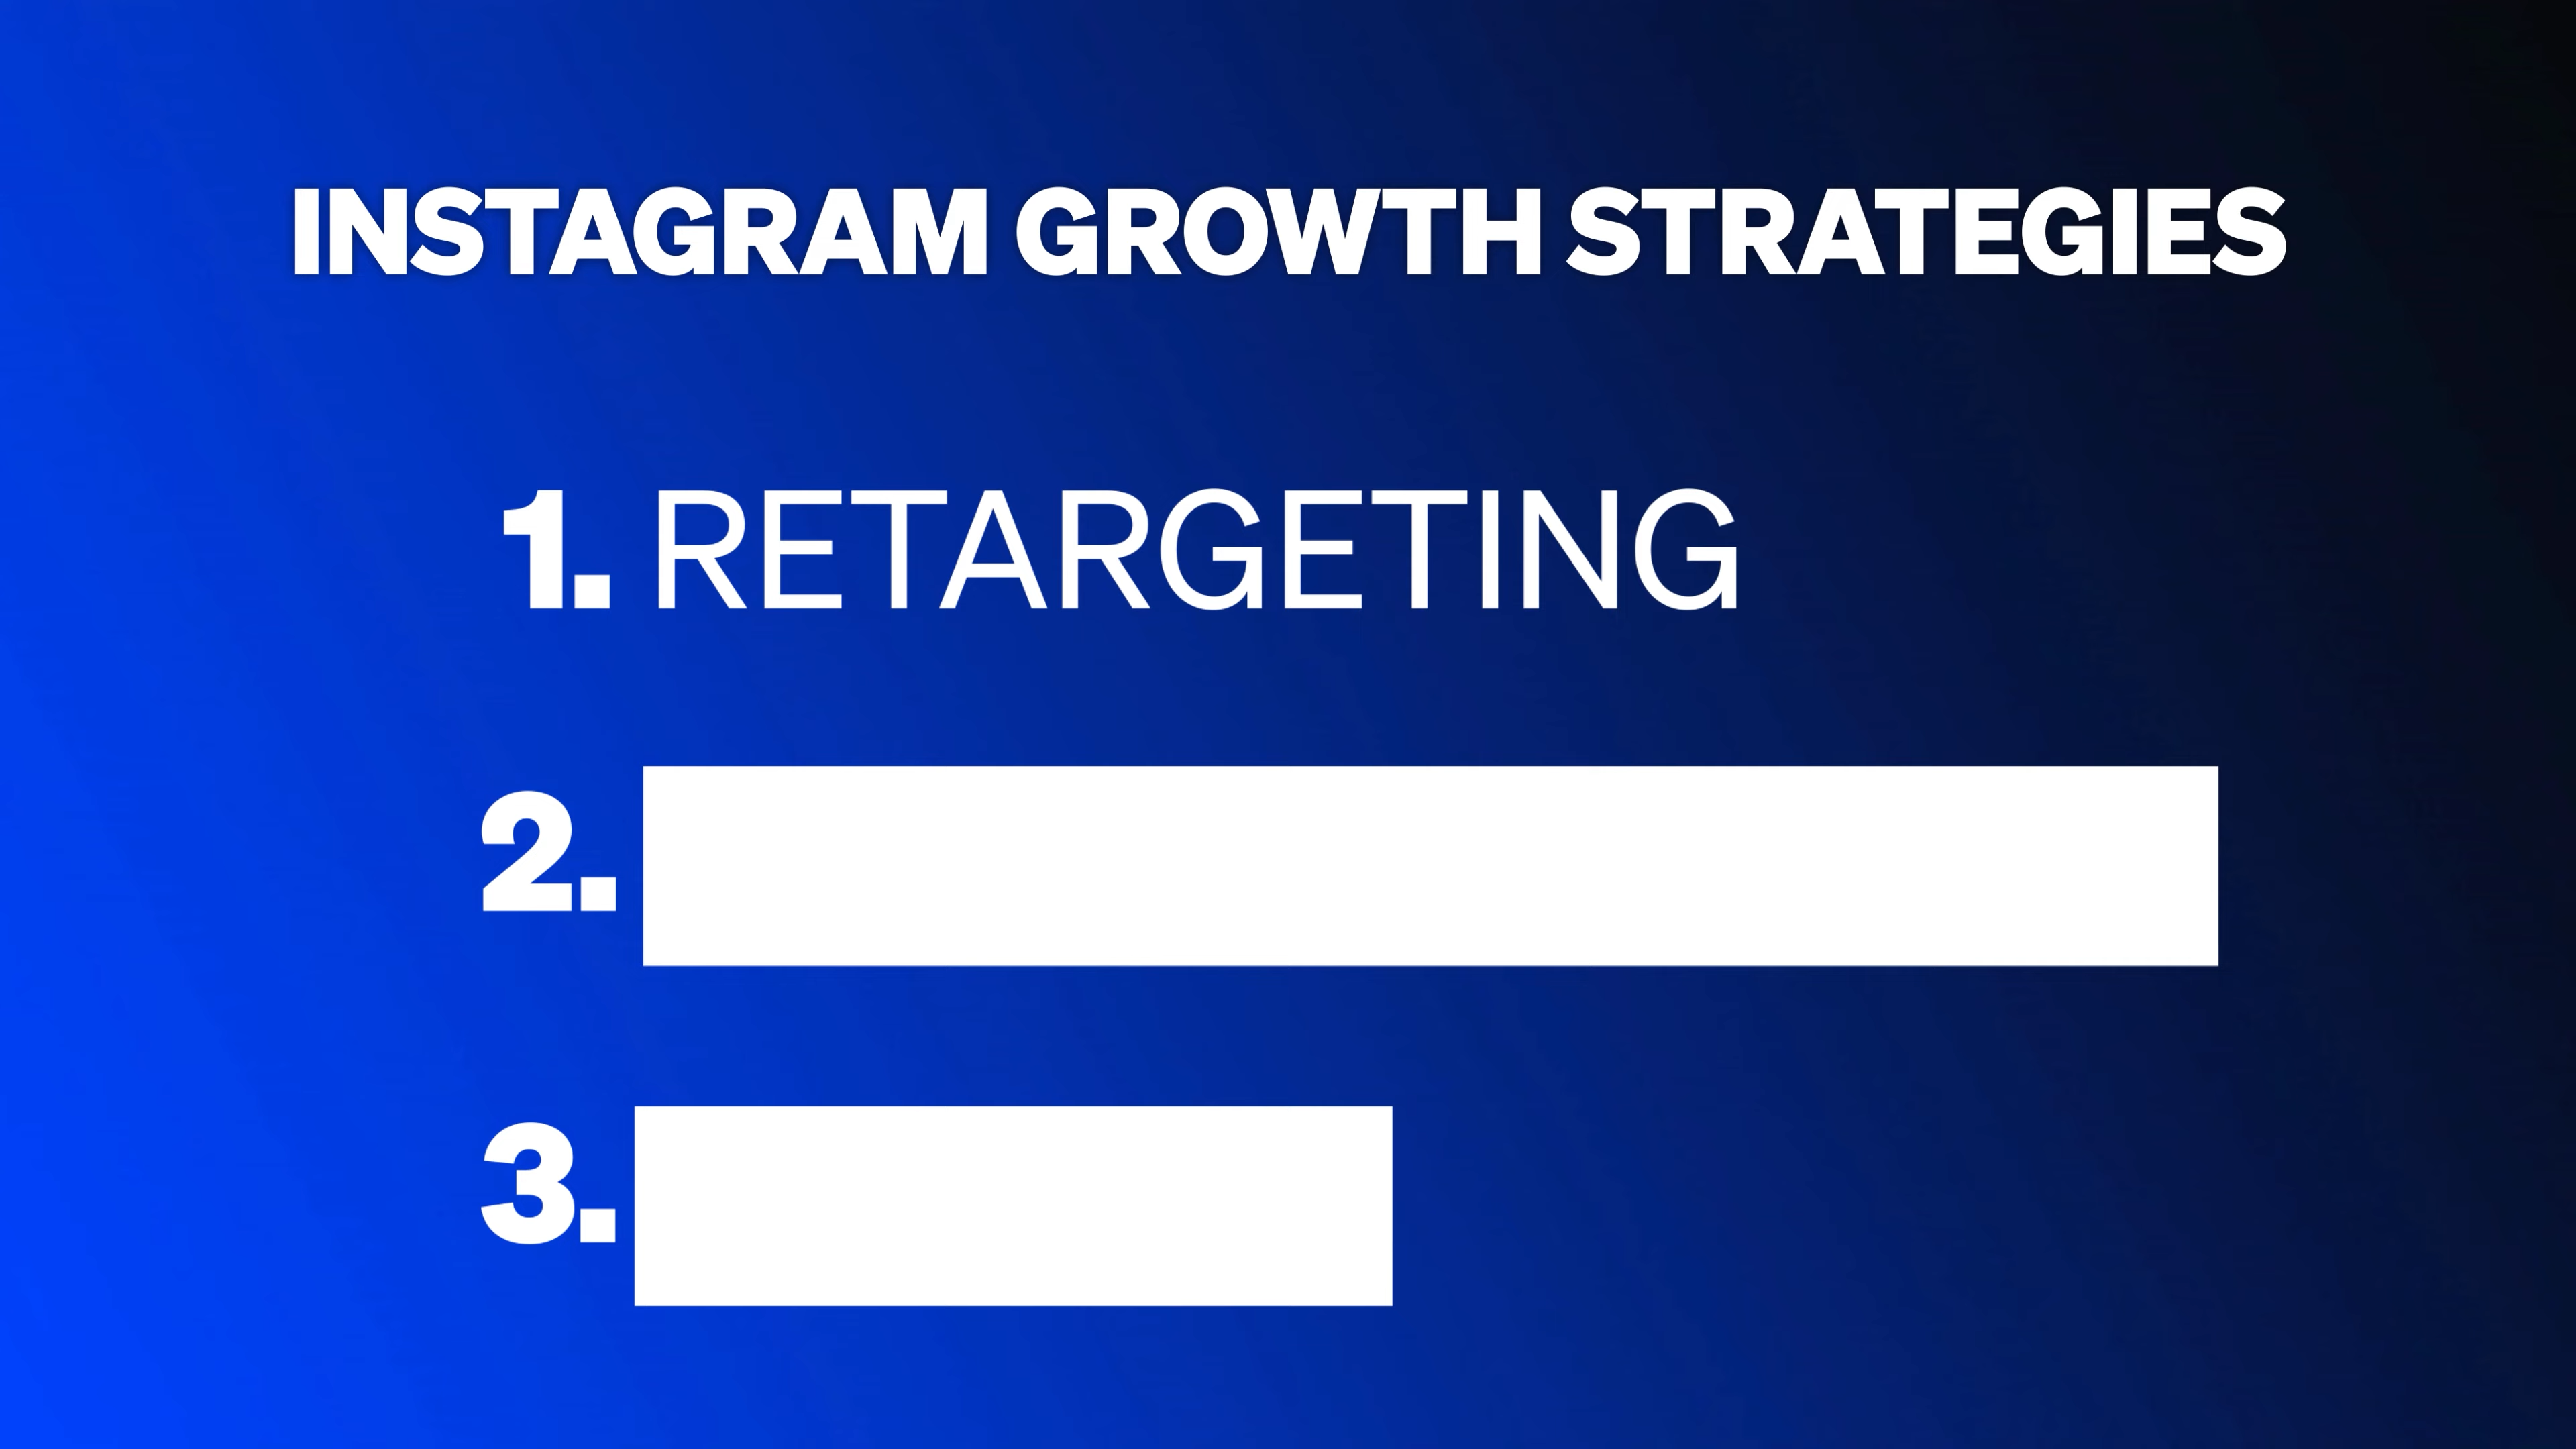 INSTAGRAM GROWTH STRATEGIES
1. RETARGETING
2.
3.